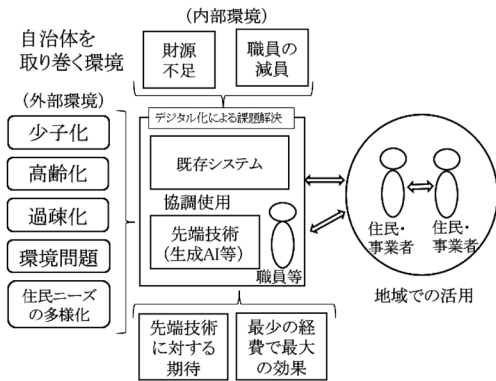 自治体を
取り巻く環境
(内部環境)
財源
不足
職員の
減員
(外部環境)
少子化
高齢化
過疎化
環境問題
住民ニーズ
の多様化
デジタル化による課題解決
既存システム
協調使用
先端技術
(生成AI等)
職員等
住民・
事業者
住民・
事業者
地域での活用
先端技術
に対する
期待
最少の経
費で最大
の効果